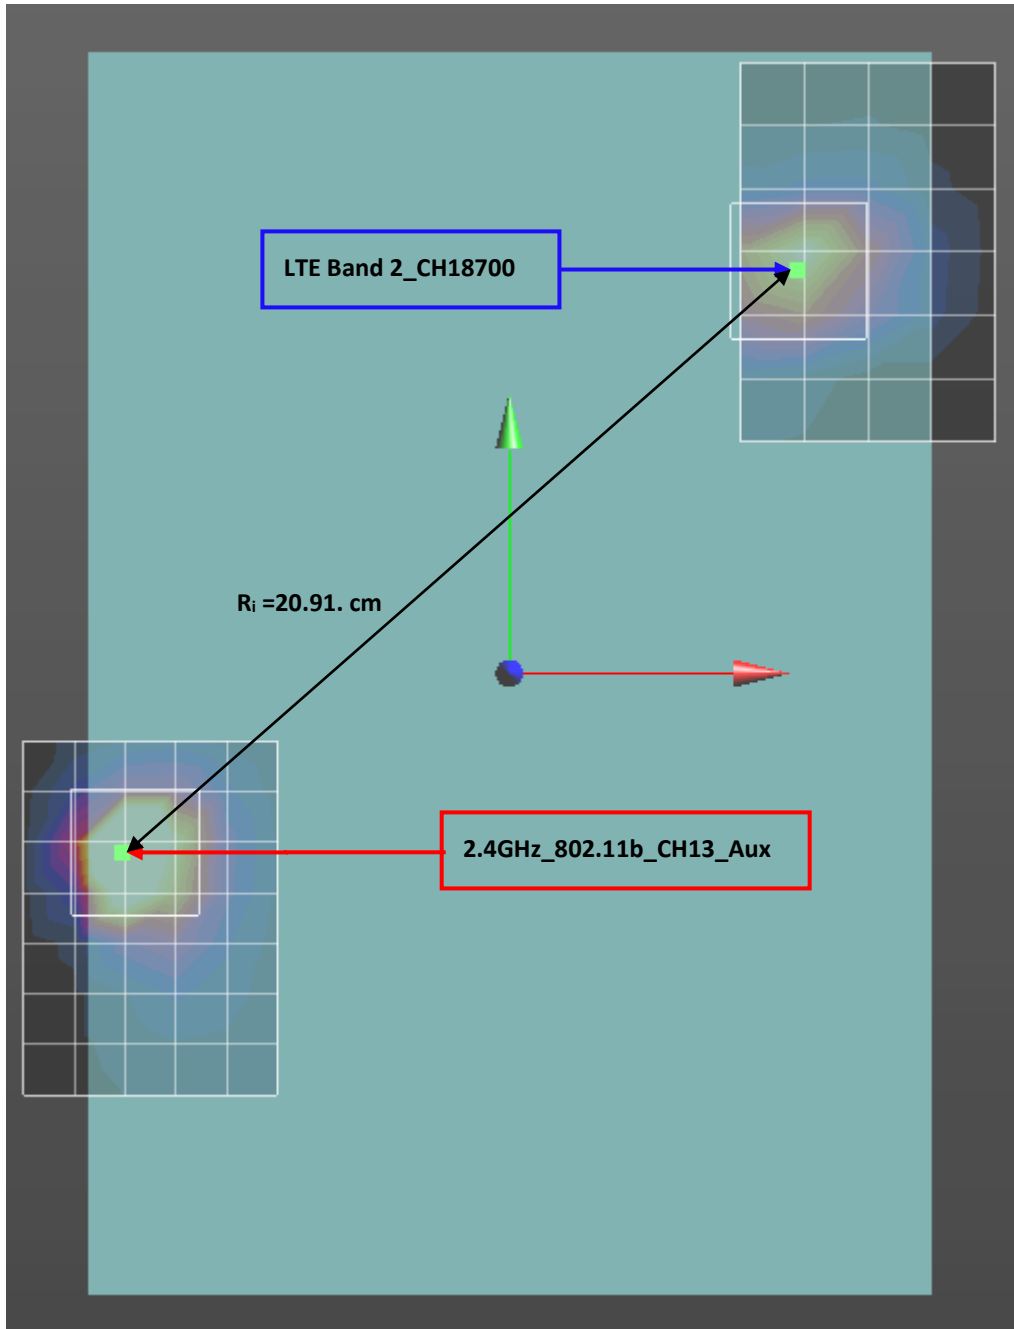 LTE Band 2_CH18700
Rᵢ =20.91. cm
2.4GHz_802.11b_CH13_Aux